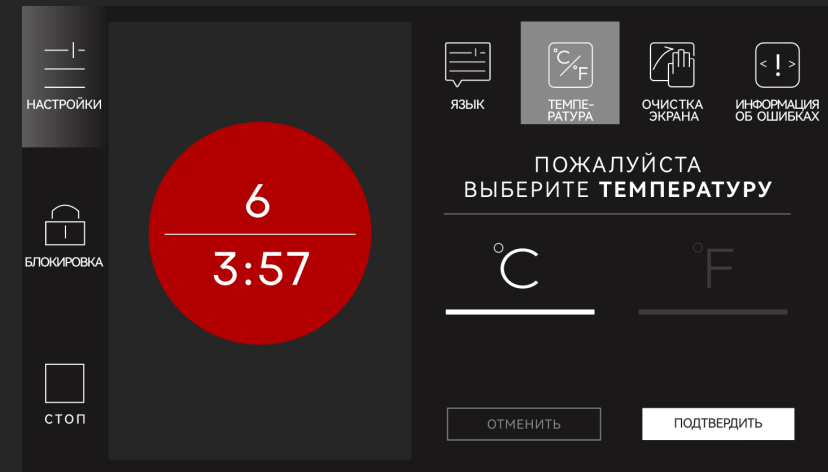 НАСТРОЙКИ
БЛОКИРОВКА
СТОП
6
3:57
ЯЗЫК
°C/°F
ТЕМПЕ-
РАТУРА
ОЧИСТКА
ЭКРАНА
< ! >
ИНФОРМАЦИЯ
ОБ ОШИБКАХ
ПОЖАЛУЙСТА
ВЫБЕРИТЕ ТЕМПЕРАТУРУ
°C
°F
ОТМЕНИТЬ
ПОДТВЕРДИТЬ